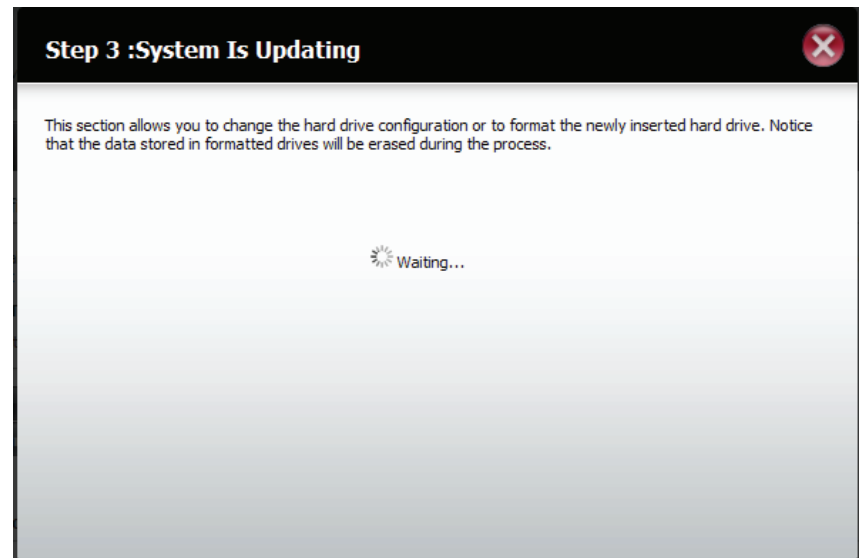 Step 3 :System Is Updating
This section allows you to change the hard drive configuration or to format the newly inserted hard drive. Notice
that the data stored in formatted drives will be erased during the process.
Waiting...